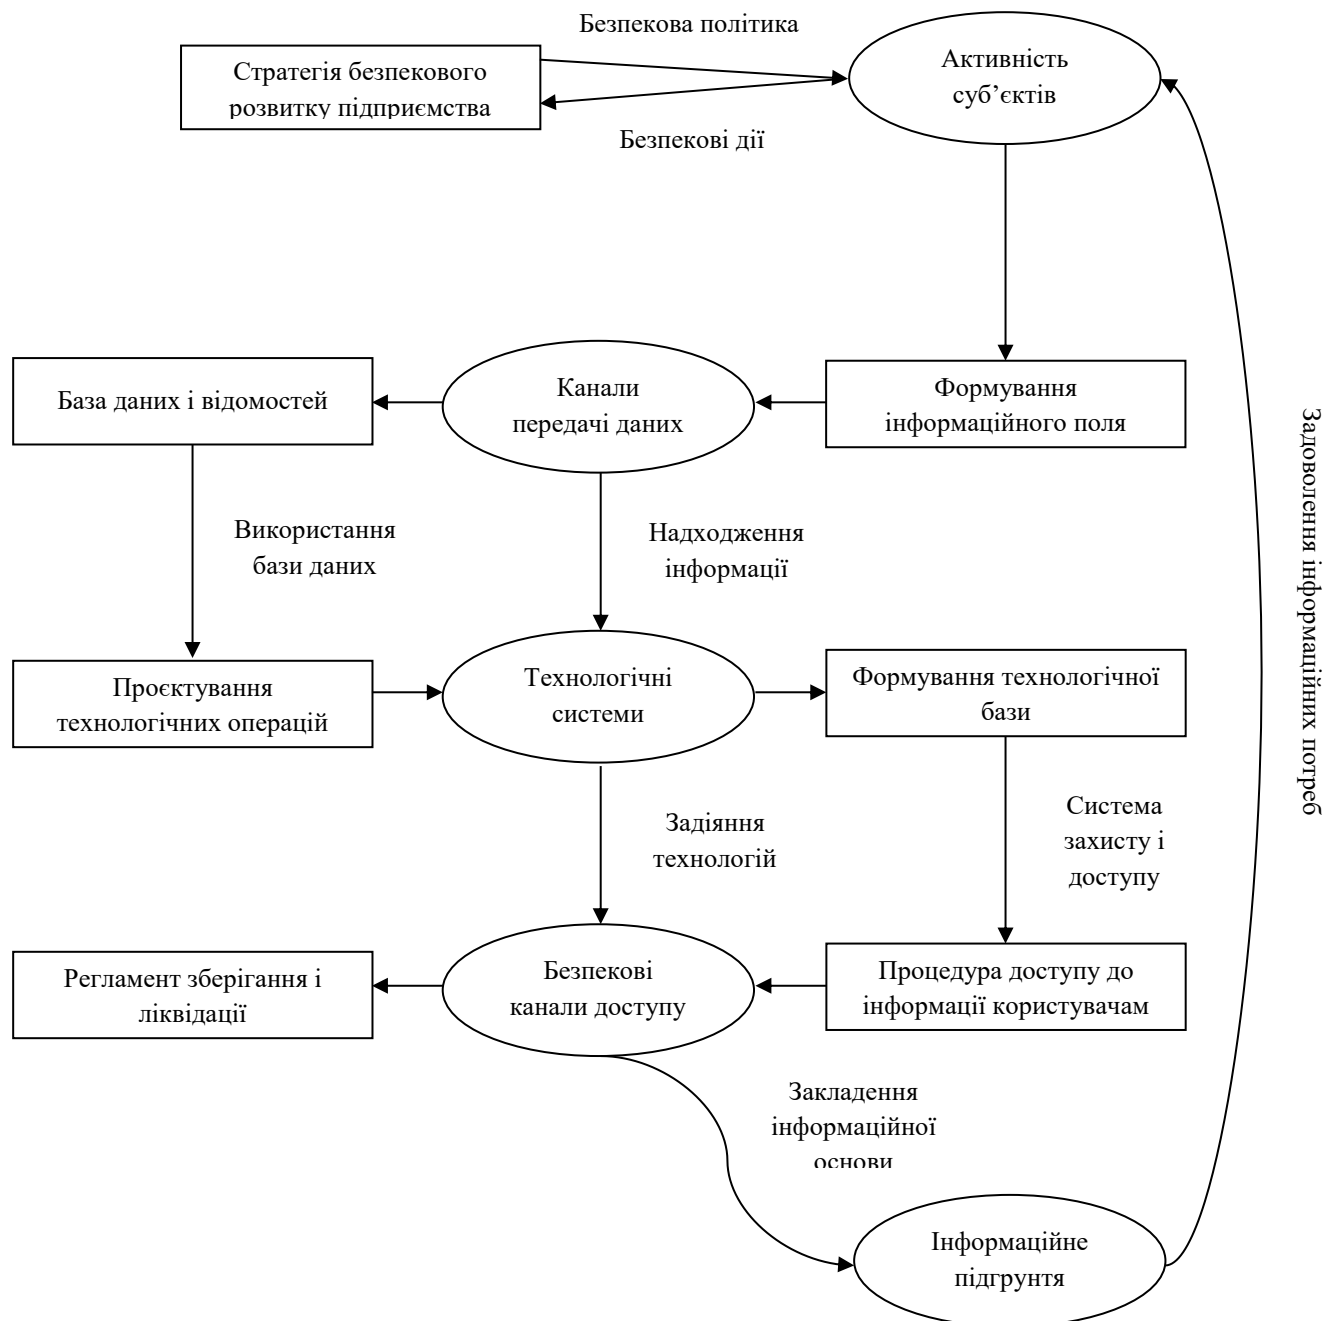 Безпекова політика
Стратегія безпекового
розвитку підприємства
Активність
суб’єктів
Безпекові дії
База даних і відомостей
Канали
передачі даних
Формування
інформаційного поля
Використання
бази даних
Надходження
інформації
Задоволення інформаційних потреб
Проєктування
технологічних операцій
Технологічні
системи
Формування технологічної
бази
Задіяння
технологій
Система
захисту і
доступу
Регламент зберігання і
ліквідації
Безпекові
канали доступу
Процедура доступу до
інформації користувачам
Закладення
інформаційної
основи
Інформаційне
підгрунтя